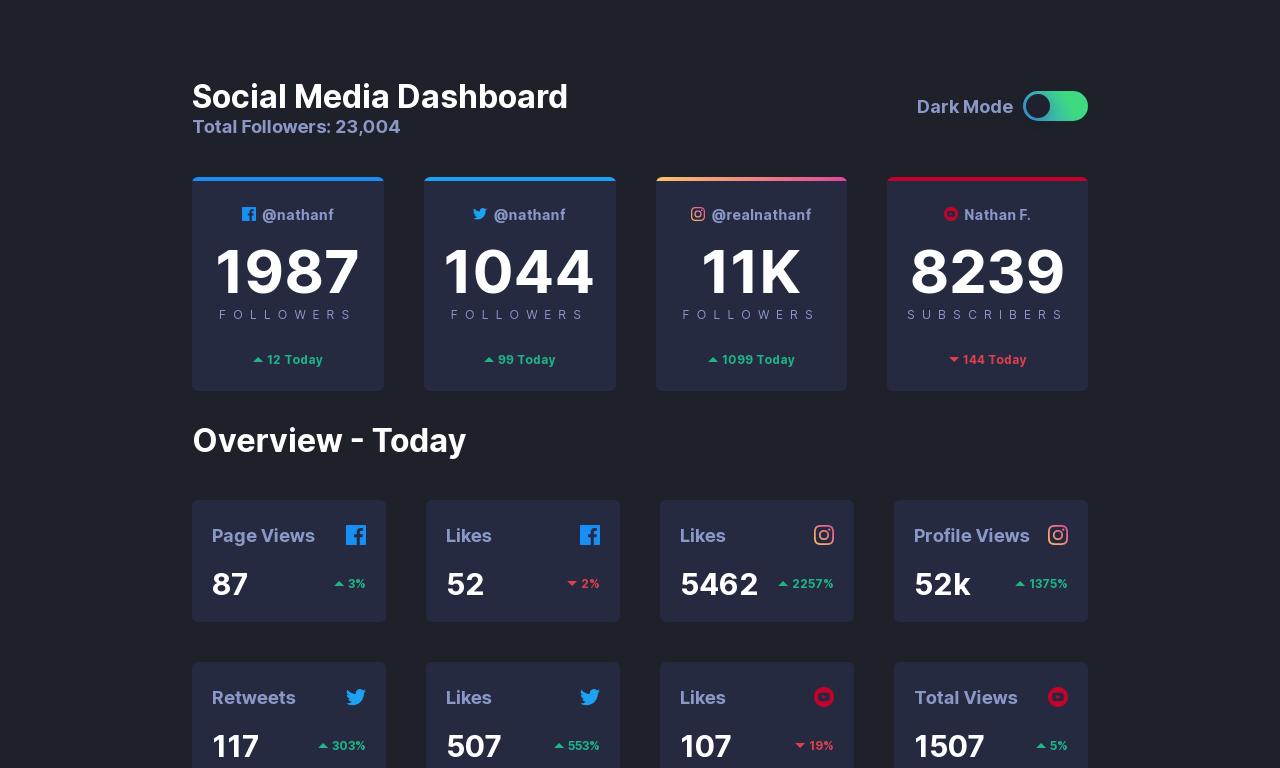 Social Media Dashboard
Total Followers: 23,004
Dark Mode
@nathanf
1987
FOLLOWERS
12 Today
@nathanf
1044
FOLLOWERS
99 Today
@realnathanf
11K
FOLLOWERS
1099 Today
Nathan F.
8239
SUBSCRIBERS
144 Today
Overview - Today
Page Views
87
3%
Likes
52
2%
Likes
5462
2257%
Profile Views
52k
1375%
Retweets
117
303%
Likes
507
553%
Likes
107
19%
Total Views
1507
5%